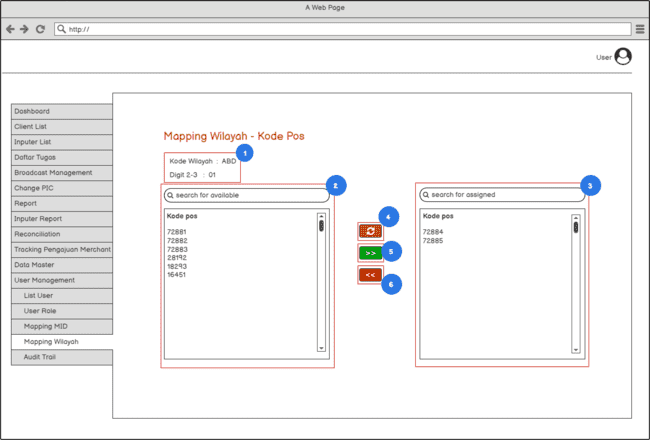 A Web Page
http://
User
Dashboard
Client List
Inputer List
Daftar Tugas
Broadcast Management
Change PIC
Report
Inputer Report
Reconciliation
Tracking Pengajuan Merchant
Data Master
User Management
List User
User Role
Mapping MID
Mapping Wilayah
Audit Trail
Mapping Wilayah - Kode Pos
1
Kode Wilayah : ABD
Digit 2-3 : 01
2
search for available
Kode pos
72881
72882
72883
28192
18293
16451
4
5
>>
6
<<
3
search for assigned
Kode pos
72884
72885